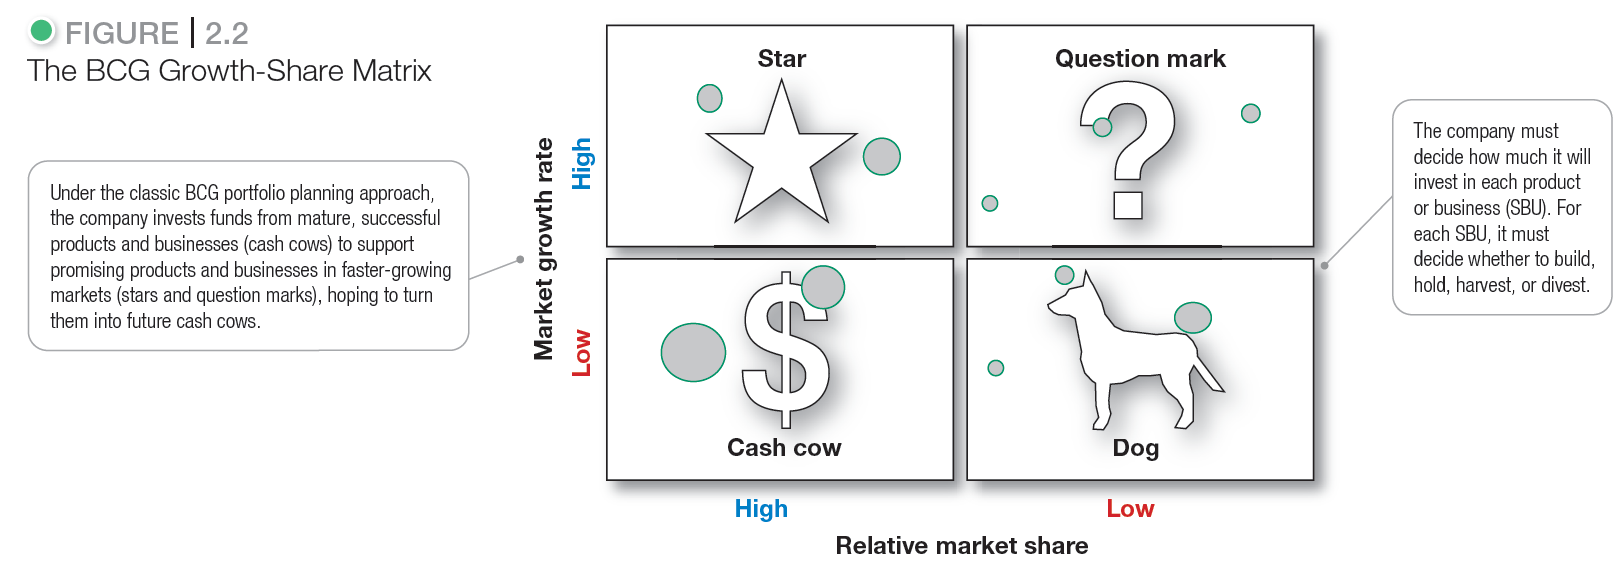 FIGURE | 2.2
The BCG Growth-Share Matrix
Under the classic BCG portfolio planning approach,
the company invests funds from mature, successful
products and businesses (cash cows) to support
promising products and businesses in faster-growing
markets (stars and question marks), hoping to turn
them into future cash cows.
Market growth rate
High
Low
Star
Question mark
?
$
Cash cow
Dog
High
Low
Relative market share
The company must
decide how much it will
invest in each product
or business (SBU). For
each SBU, it must
decide whether to build,
hold, harvest, or divest.